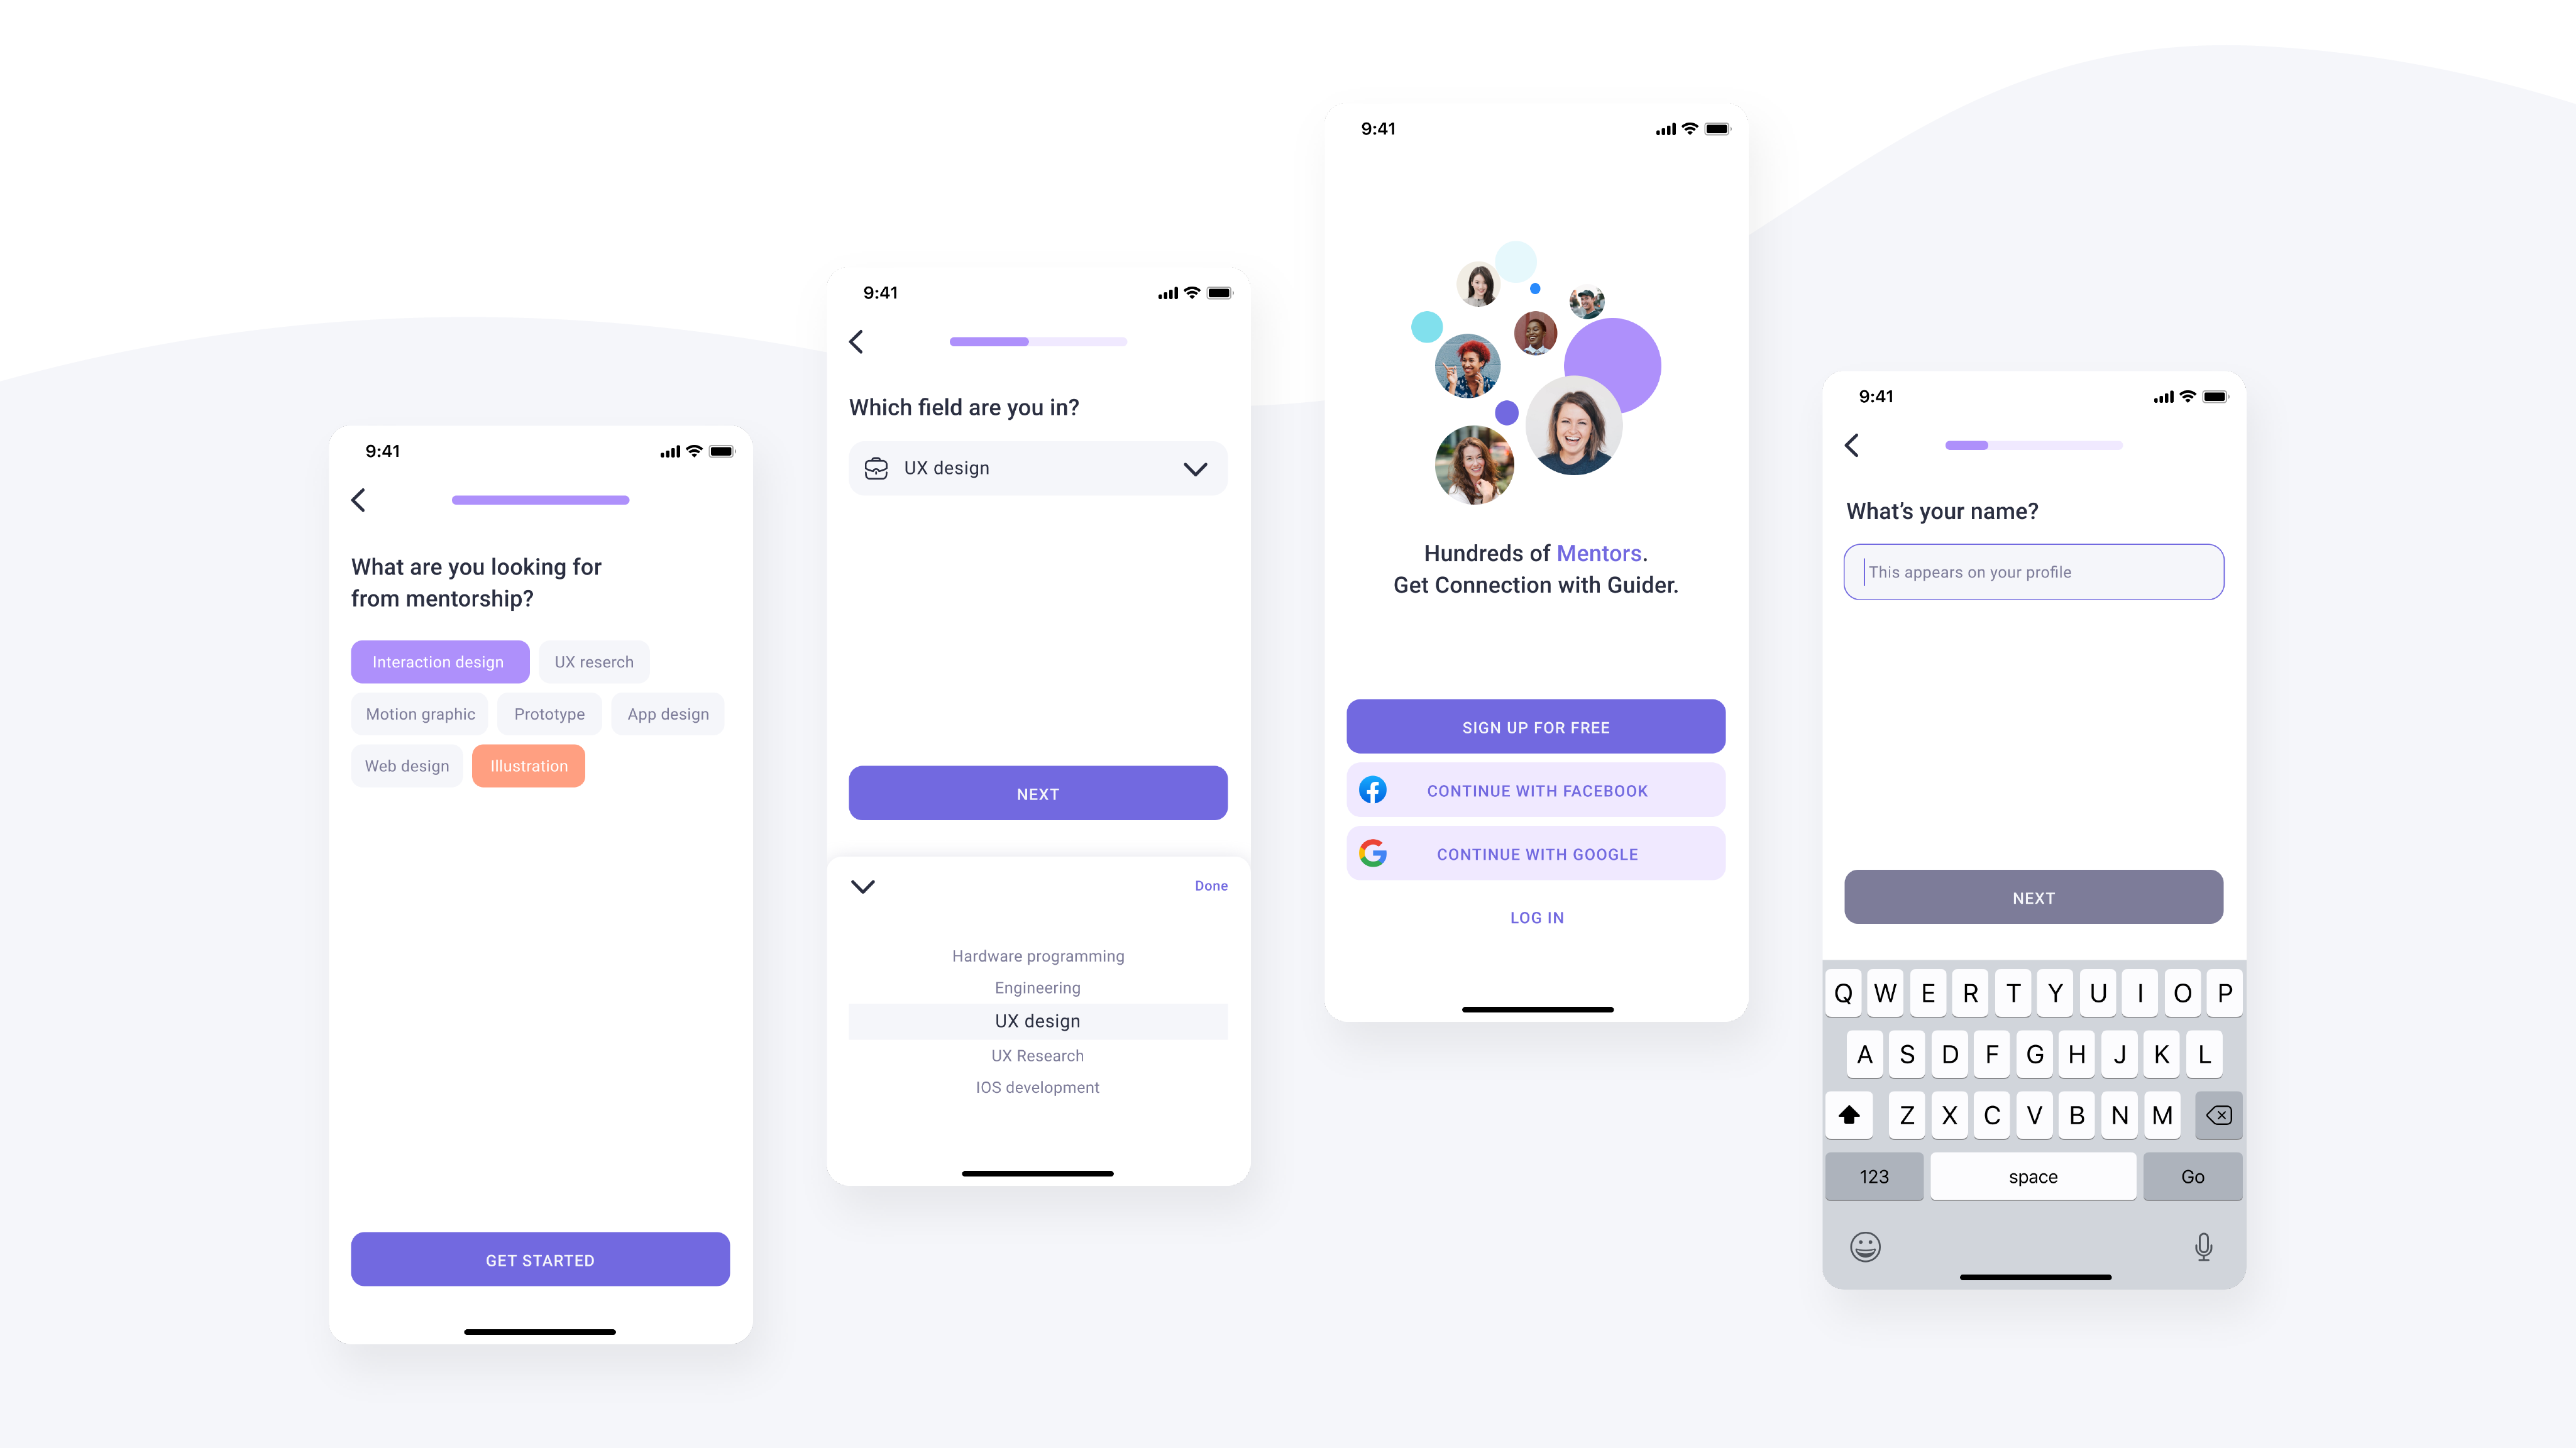 9:41
What are you looking for
from mentorship?
Interaction design
UX reserch
Motion graphic
Prototype
App design
Web design
Illustration
GET STARTED
9:41
Which field are you in?
UX design
NEXT
Done
Hardware programming
Engineering
UX design
UX Research
IOS development
9:41
Hundreds of Mentors.
Get Connection with Guider.
SIGN UP FOR FREE
CONTINUE WITH FACEBOOK
CONTINUE WITH GOOGLE
LOG IN
9:41
What's your name?
This appears on your profile
NEXT
Q W E R T Y U I O P
A S D F G H J K L
Z X C V B N M
123 space Go